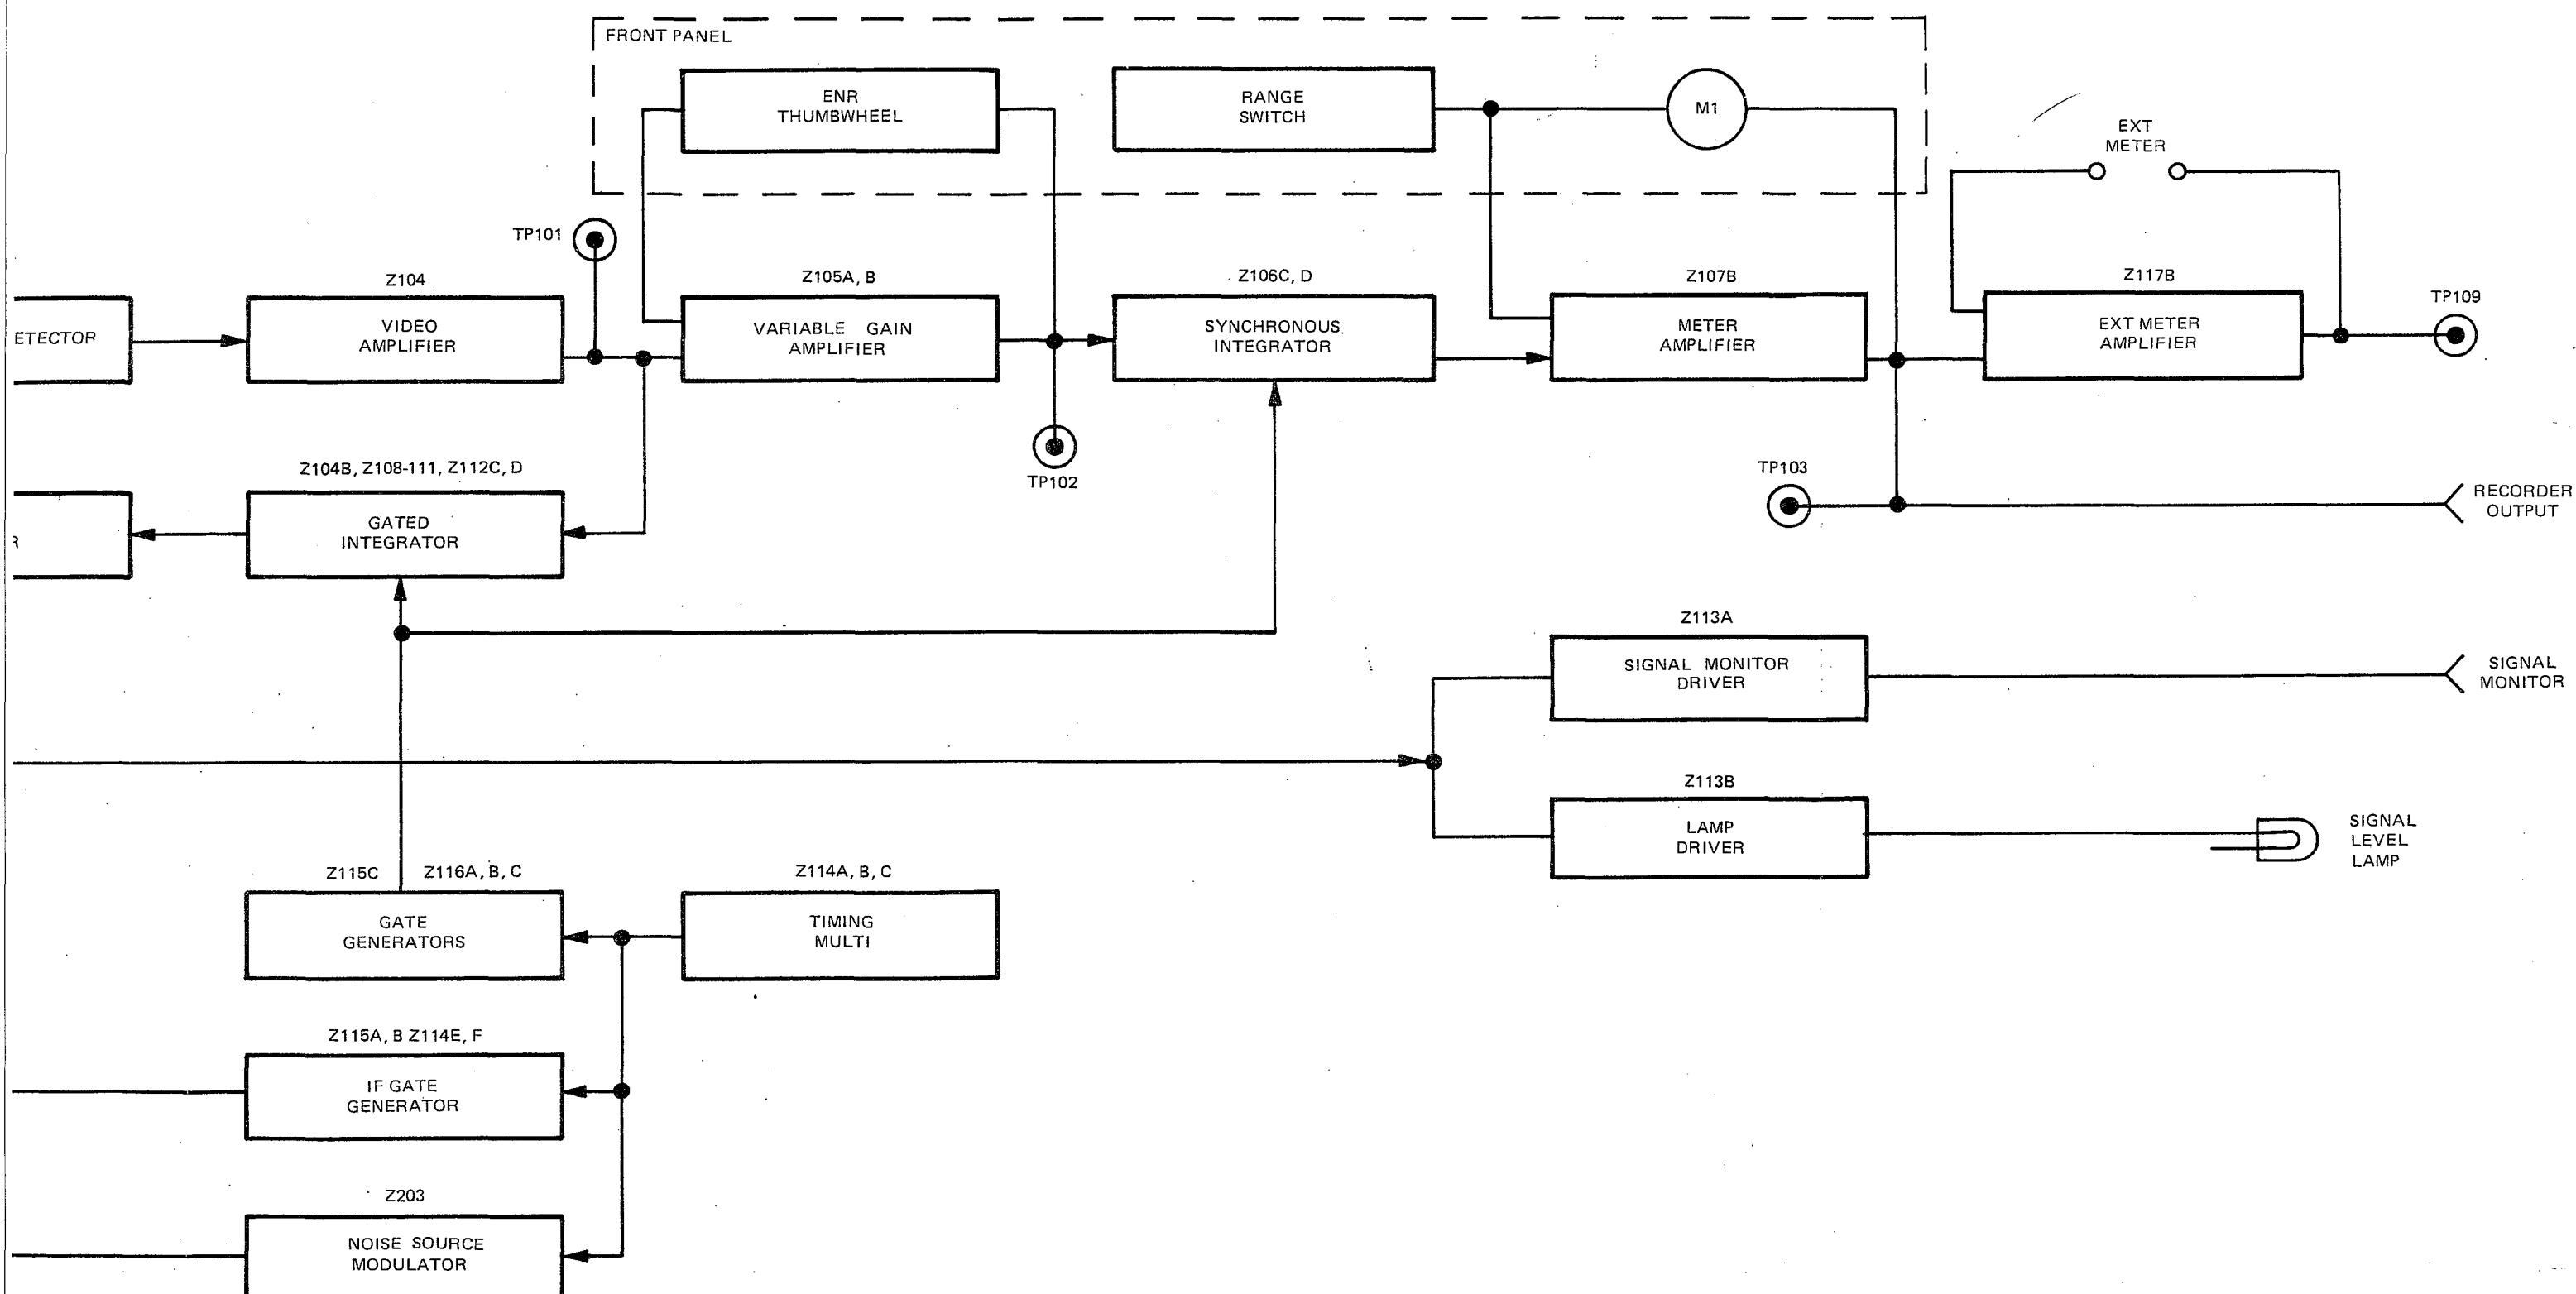 FRONT PANEL
ENR
THUMBWHEEL
RANGE
SWITCH
M1
EXT
METER
TP101
Z104
VIDEO
AMPLIFIER
Z105A, B
VARIABLE GAIN
AMPLIFIER
Z106C, D
SYNCHRONOUS
INTEGRATOR
Z107B
METER
AMPLIFIER
Z117B
EXT METER
AMPLIFIER
TP109
ETECTOR
TP102
TP103
RECORDER
OUTPUT
Z104B, Z108-111, Z112C, D
GATED
INTEGRATOR
R
Z113A
SIGNAL MONITOR
DRIVER
SIGNAL
MONITOR
Z113B
LAMP
DRIVER
SIGNAL
LEVEL
LAMP
Z115C Z116A, B, C
GATE
GENERATORS
Z114A, B, C
TIMING
MULTI
Z115A, B Z114E, F
IF GATE
GENERATOR
Z203
NOISE SOURCE
MODULATOR